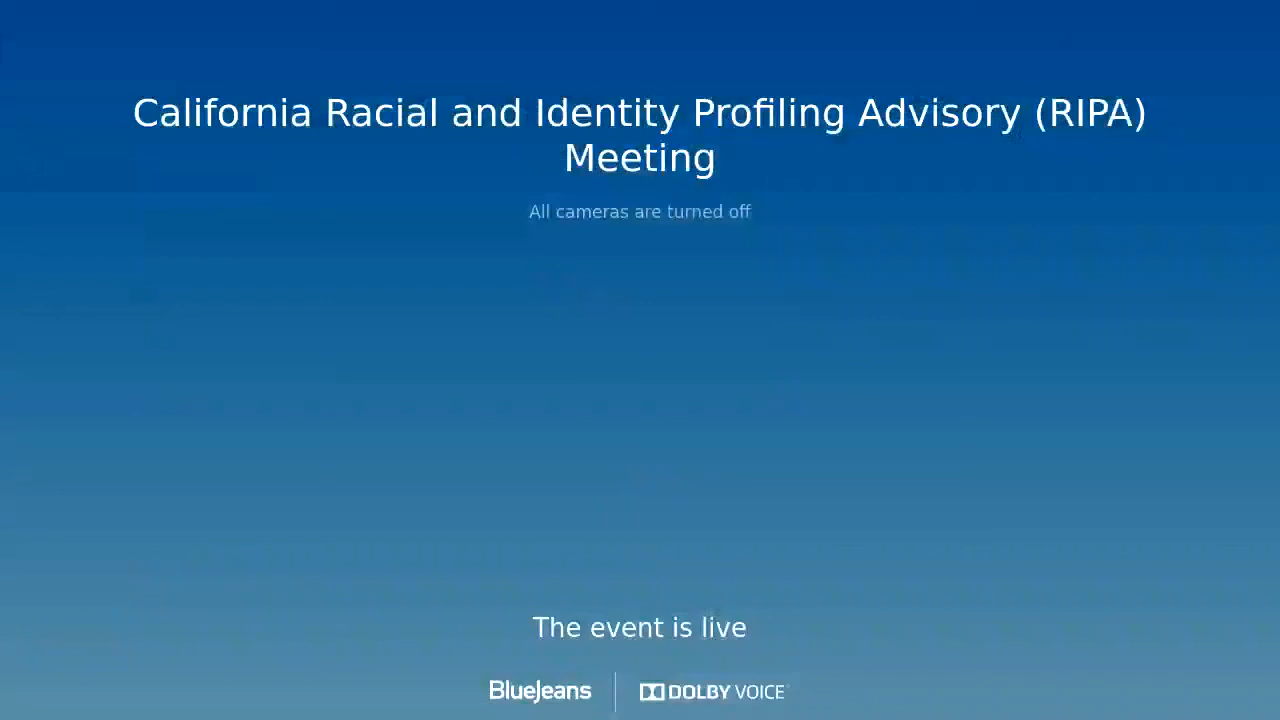 California Racial and Identity Profiling Advisory (RIPA)
Meeting
All cameras are turned off
The event is live
BlueJeans DOLBY VOICE